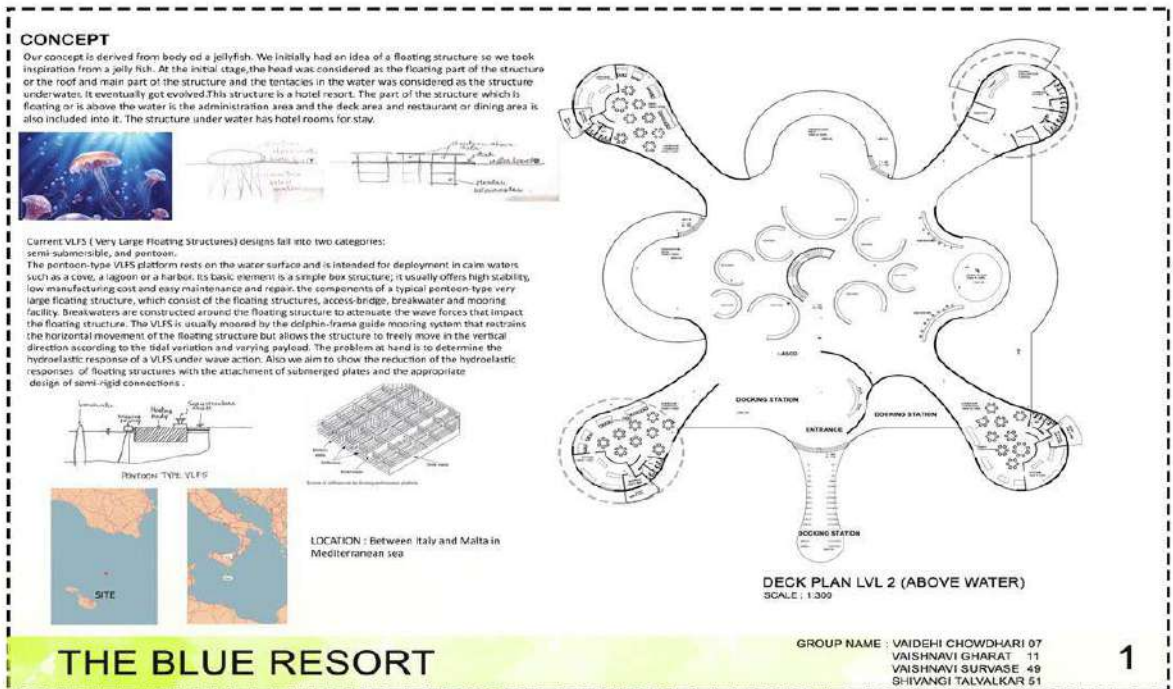 CONCEPT
Our concept is derived from body od a jellyfish. We initially had an idea of a floating structure so we took
inspiration from a jelly fish. At the initial stage,the head was considered as the floating part of the structure
or the roof and main part of the structure and the tentacles in the water was considered as the structure
underwater. It eventually got evolved.This structure is a hotel resort. The part of the structure which is
floating or is above the water is the administration area and the deck area and restaurant or dining area is
also included into it. The structure under water has hotel rooms for stay.
Current VLFS ( Very Large Floating Structures) designs fall into two categories:
semi-submersible, and pontoon.
The pontoon-type VLFS platform rests on the water surface and is intended for deployment in calm waters
such as a cove, a lagoon or a harbor. Its basic element is a simple box structure; it usually offers high stability,
low manufacturing cost and easy maintenance and repair. the components of a typical pontoon-type very
large floating structure, which consist of the floating structures, access-bridge, breakwater and mooring
facility. Breakwaters are constructed around the floating structure to attenuate the wave forces that impact
the floating structure. The VLFS is usually moored by the dolphin-frame guide mooring system that restrains
the horizontal movement of the floating structure but allows the structure to freely move in the vertical
direction according to the tidal variation and varying payload. The problem at hand is to determine the
hydroelastic response of a VLFS under wave action. Also we aim to show the reduction of the hydroelastic
responses of floating structures with the attachment of submerged plates and the appropriate
design of semi-rigid connections .
PONTOON TYPE VLFS
SITE
LOCATION : Between Italy and Malta in
Mediterranean sea
DOCKING STATION
DOCKING STATION
ENTRANCE
DOCKING STATION
DECK PLAN LVL 2 (ABOVE WATER)
SCALE : 1:300
THE BLUE RESORT
GROUP NAME : VAIDEHI CHOWDHARI 07
VAISHNAVI GHARAT 11
VAISHNAVI SURVASE 49
SHIVANGI TALVALKAR 51
1